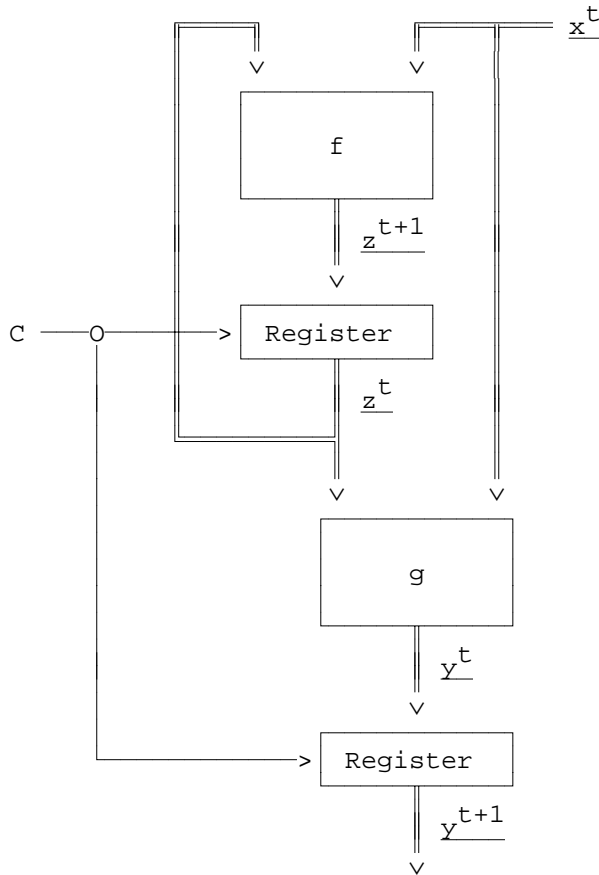 x^t
f
z^{t+1}
C O Register
z^t
g
y^t
Register
y^{t+1}